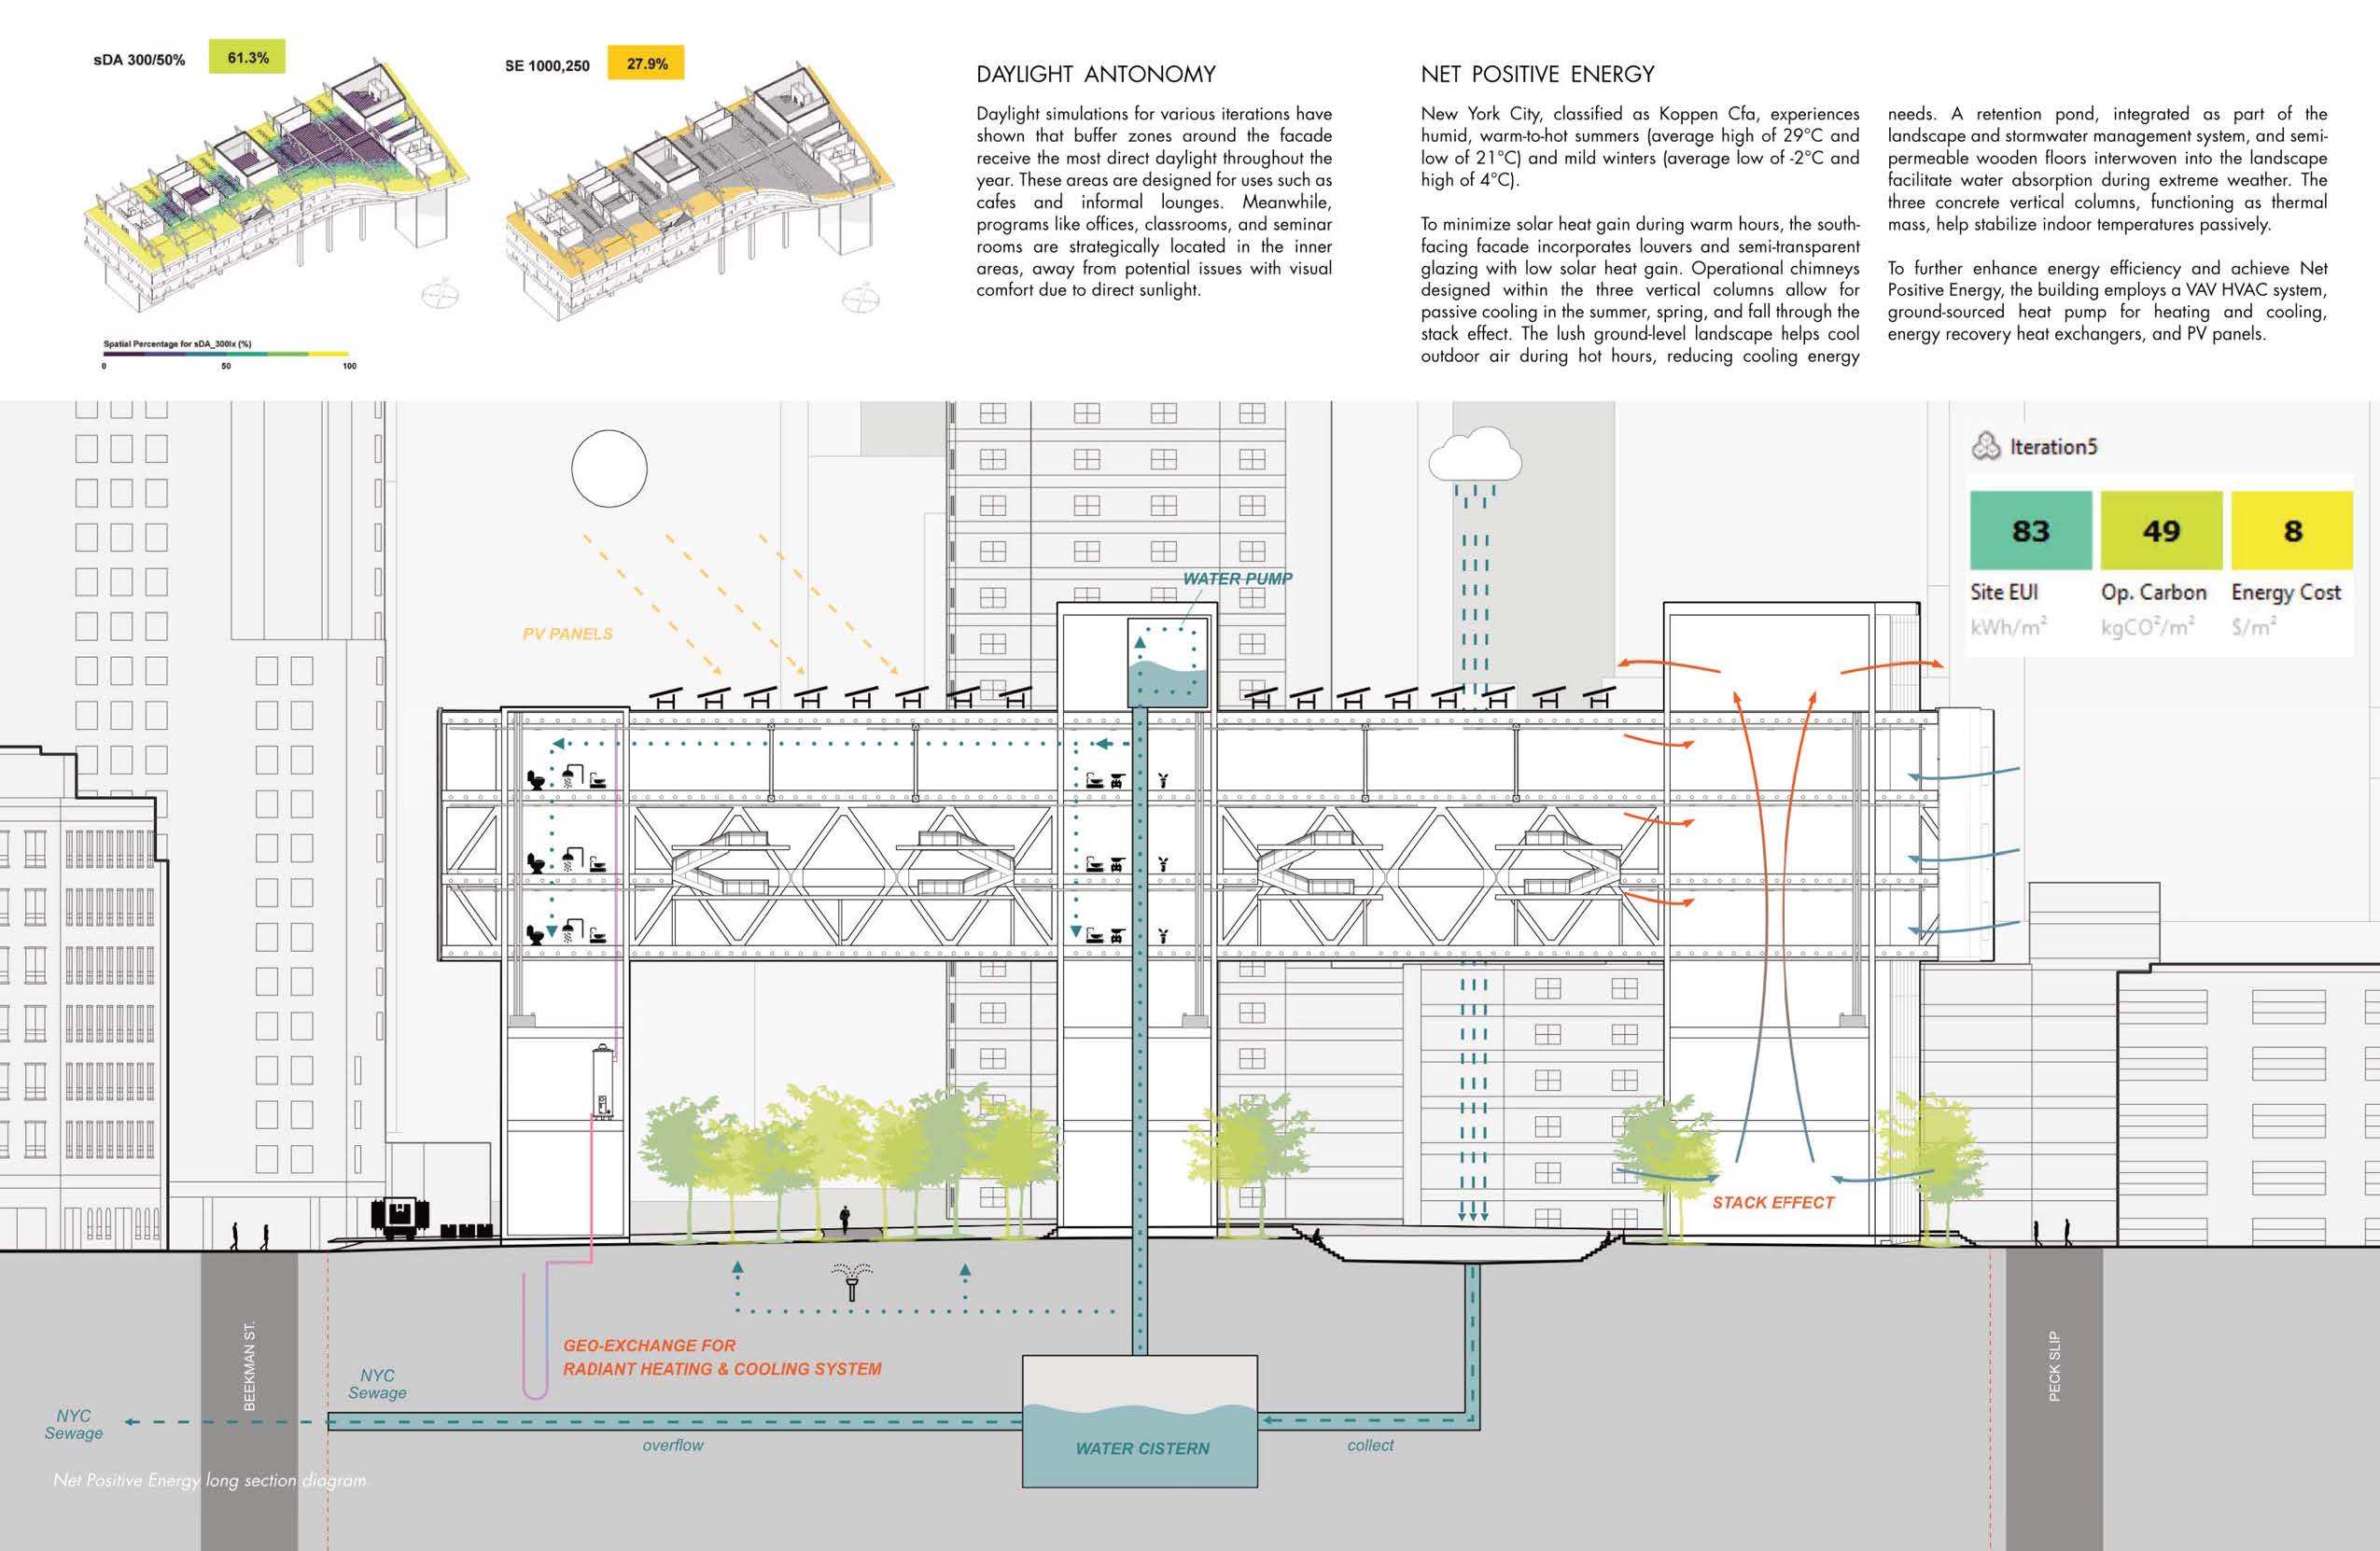 sDA 300/50%
61.3%
Spatial Percentage for sDA_300lx (%)
0 50 100
SE 1000,250
27.9%
DAYLIGHT ANTONOMY
Daylight simulations for various iterations have
shown that buffer zones around the facade
receive the most direct daylight throughout the
year. These areas are designed for uses such as
cafes and informal lounges. Meanwhile,
programs like offices, classrooms, and seminar
rooms are strategically located in the inner
areas, away from potential issues with visual
comfort due to direct sunlight.
NET POSITIVE ENERGY
New York City, classified as Koppen Cfa, experiences
humid, warm-to-hot summers (average high of 29°C and
low of 21°C) and mild winters (average low of -2°C and
high of 4°C).
To minimize solar heat gain during warm hours, the south-
facing facade incorporates louvers and semi-transparent
glazing with low solar heat gain. Operational chimneys
designed within the three vertical columns allow for
passive cooling in the summer, spring, and fall through the
stack effect. The lush ground-level landscape helps cool
outdoor air during hot hours, reducing cooling energy
needs. A retention pond, integrated as part of the
landscape and stormwater management system, and semi-
permeable wooden floors interwoven into the landscape
facilitate water absorption during extreme weather. The
three concrete vertical columns, functioning as thermal
mass, help stabilize indoor temperatures passively.
To further enhance energy efficiency and achieve Net
Positive Energy, the building employs a VAV HVAC system,
ground-sourced heat pump for heating and cooling,
energy recovery heat exchangers, and PV panels.
Iteration5
83
49
8
Site EUI
Op. Carbon
Energy Cost
kWh/m²
kgCO²/m²
$/m²
WATER PUMP
PV PANELS
STACK EFFECT
GEO-EXCHANGE FOR
RADIANT HEATING & COOLING SYSTEM
BEEKMAN ST.
PECK SLIP
NYC
Sewage
NYC
Sewage
overflow
WATER CISTERN
collect
Net Positive Energy long section diagram.